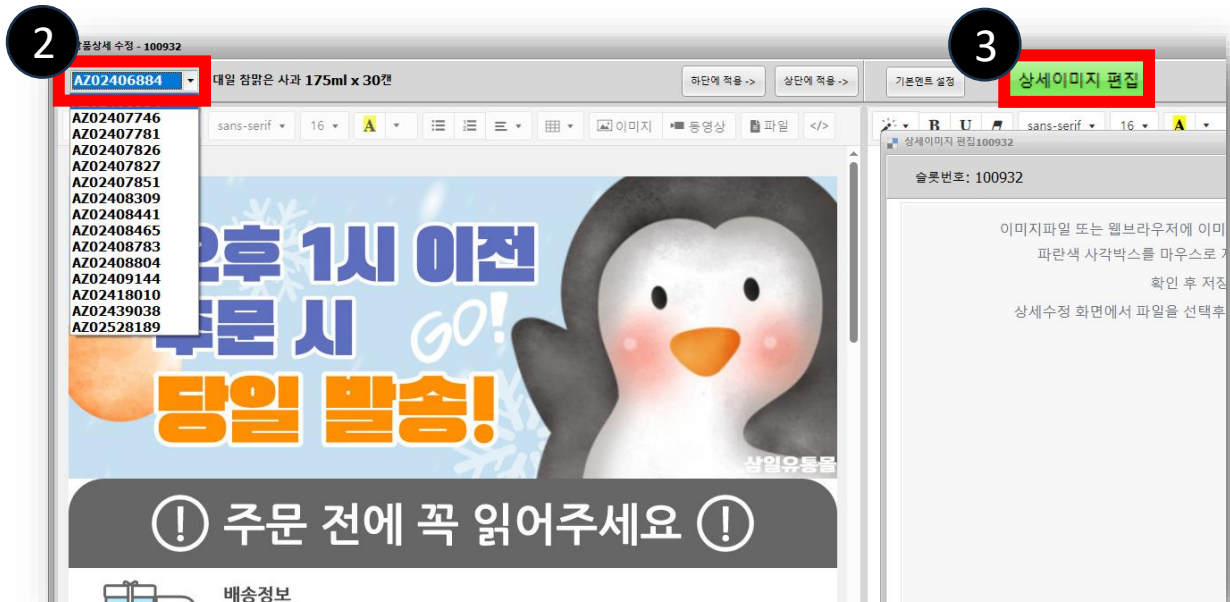 2
3
상품상세 수정 - 100932
AZ02406884
대일 참맑은 사과 175ml x 30캔
하단에 적용 ->
상단에 적용 ->
기본멘트 설정
상세이미지 편집
AZ02407746
AZ02407781
AZ02407826
AZ02407827
AZ02407851
AZ02408309
AZ02408441
AZ02408465
AZ02408783
AZ02408804
AZ02409144
AZ02418010
AZ02439038
AZ02528189
sans-serif 16 A 이미지 동영상 파일 </>
B U sans-serif 16 A
상세이미지 편집100932
슬롯번호: 100932
이미지파일 또는 웹브라우저에 이미
파란색 사각박스를 마우스로
확인 후 저장
상세수정 화면에서 파일을 선택후
오후 1시 이전
주문 시 GO!
당일 발송!
삼일유통몰
! 주문 전에 꼭 읽어주세요 !
배송정보